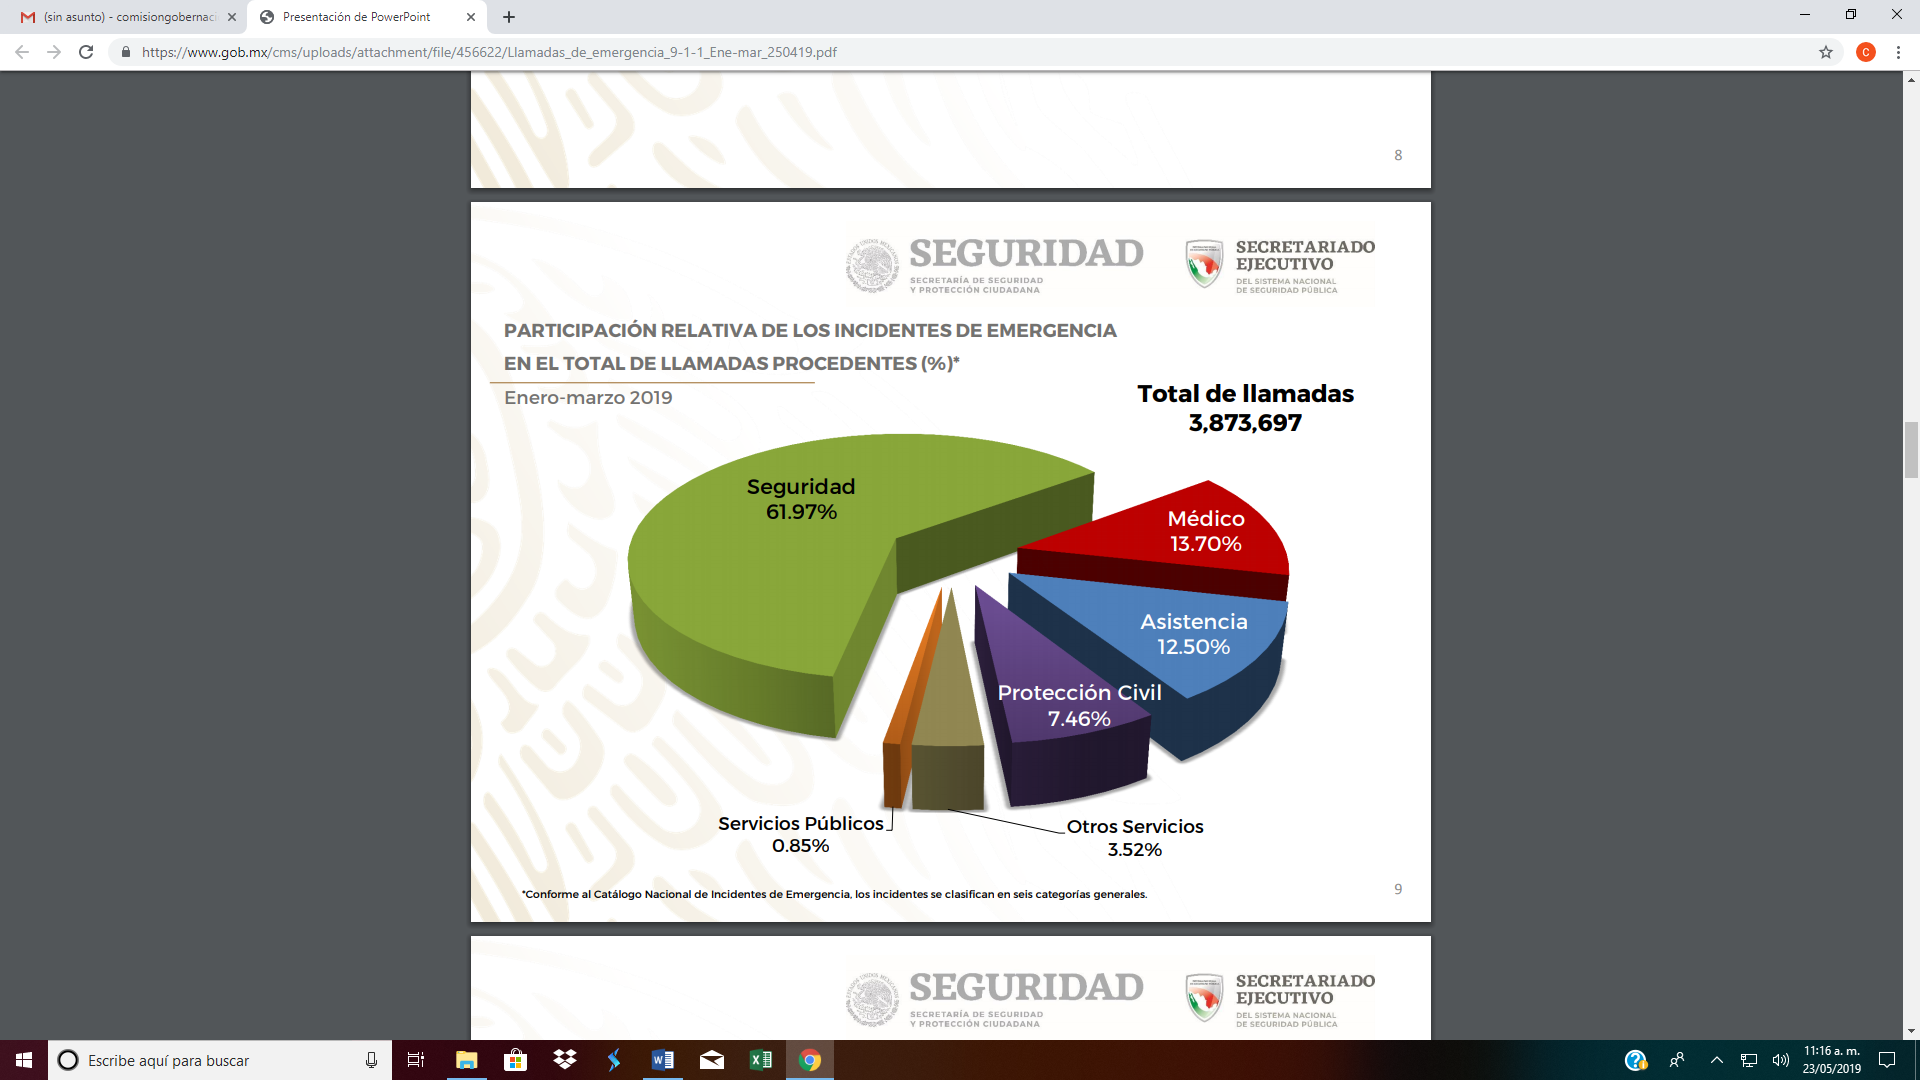 (sin asunto) - comisiongobernaci
Presentación de PowerPoint
https://www.gob.mx/cms/uploads/attachment/file/456622/Llamadas_de_emergencia_9-1-1_Ene-mar_250419.pdf
C
8
SEGURIDAD
SECRETARÍA DE SEGURIDAD
Y PROTECCIÓN CIUDADANA
SECRETARIADO
EJECUTIVO
DEL SISTEMA NACIONAL
DE SEGURIDAD PÚBLICA
PARTICIPACIÓN RELATIVA DE LOS INCIDENTES DE EMERGENCIA
EN EL TOTAL DE LLAMADAS PROCEDENTES (%)*
Enero-marzo 2019
Total de llamadas
3,873,697
Seguridad
61.97%
Médico
13.70%
Asistencia
12.50%
Protección Civil
7.46%
Servicios Públicos
0.85%
Otros Servicios
3.52%
*Conforme al Catálogo Nacional de Incidentes de Emergencia, los incidentes se clasifican en seis categorías generales.
9
SEGURIDAD
SECRETARÍA DE SEGURIDAD
Y PROTECCIÓN CIUDADANA
SECRETARIADO
EJECUTIVO
DEL SISTEMA NACIONAL
DE SEGURIDAD PÚBLICA
Escribe aquí para buscar
11:16 a. m.
23/05/2019